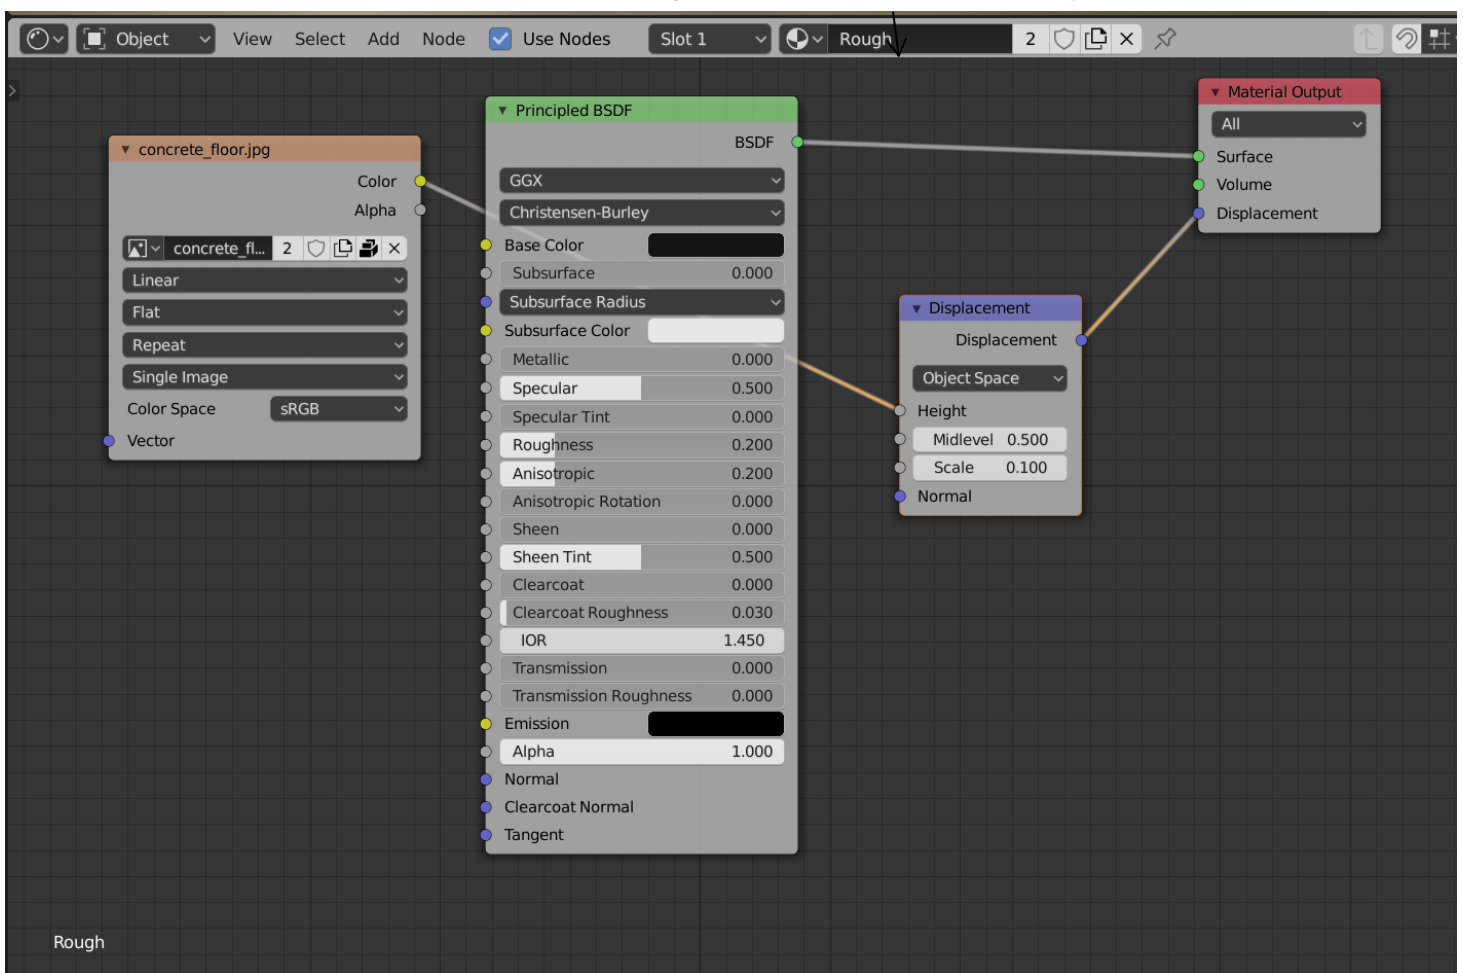 Object View Select Add Node Use Nodes Slot 1 Rough 2
concrete_floor.jpg
Color
Alpha
concrete_fl... 2
Linear
Flat
Repeat
Single Image
Color Space sRGB
Vector
Principled BSDF
BSDF
GGX
Christensen-Burley
Base Color
Subsurface 0.000
Subsurface Radius
Subsurface Color
Metallic 0.000
Specular 0.500
Specular Tint 0.000
Roughness 0.200
Anisotropic 0.200
Anisotropic Rotation 0.000
Sheen 0.000
Sheen Tint 0.500
Clearcoat 0.000
Clearcoat Roughness 0.030
IOR 1.450
Transmission 0.000
Transmission Roughness 0.000
Emission
Alpha 1.000
Normal
Clearcoat Normal
Tangent
Displacement
Displacement
Object Space
Height
Midlevel 0.500
Scale 0.100
Normal
Material Output
All
Surface
Volume
Displacement
Rough